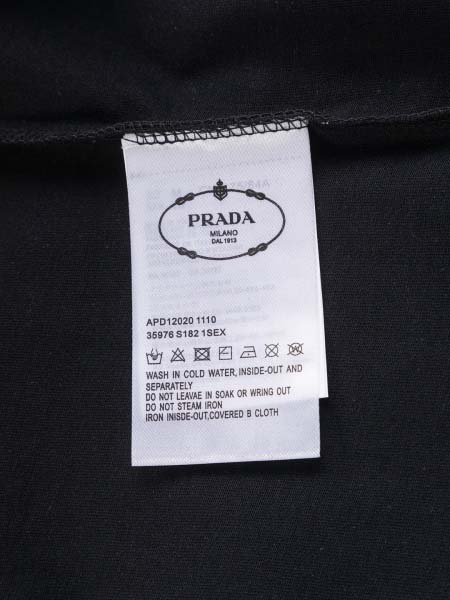 PRADA
MILANO
DAL 1913
APD12020 1110
35976 S182 1SEX
WASH IN COLD WATER, INSIDE-OUT AND
SEPARATELY
DO NOT LEAVAE IN SOAK OR WRING OUT
DO NOT STEAM IRON
IRON INISDE-OUT,COVERED B CLOTH